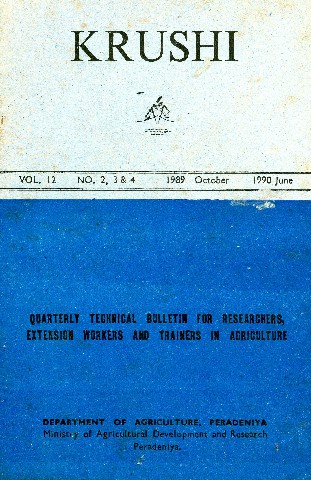 KRUSHI
VOL, 12 NO, 2, 3 & 4 1989 October 1990 June
QUARTERLY TECHNICAL BULLETIN FOR RESEARCHERS,
EXTENSION WORKERS AND TRAINERS IN AGRICULTURE
DEPARTMENT OF AGRICULTURE, PERADENIYA
Ministry of Agricultural Development and Research
Peradeniya.